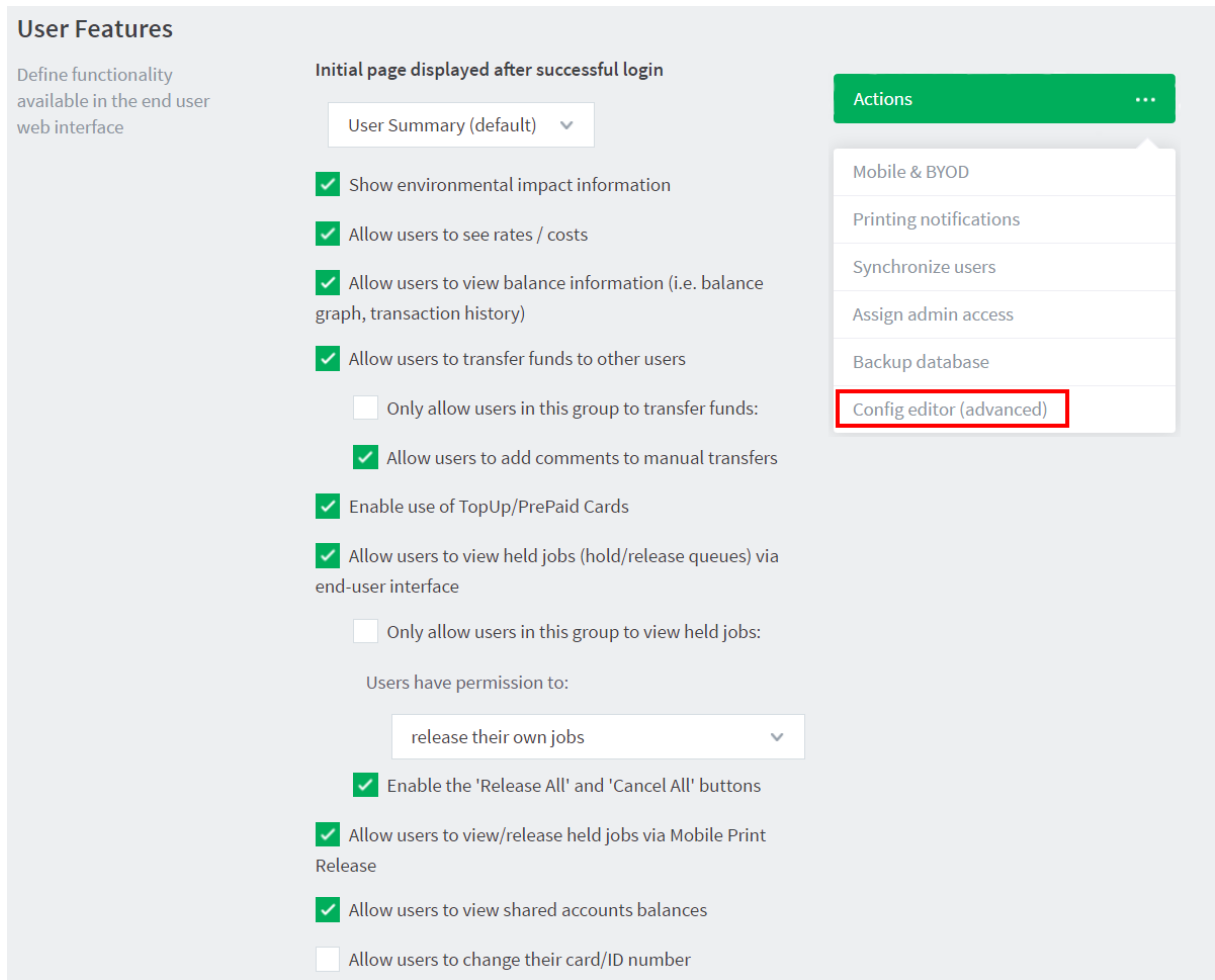 User Features
Define functionality
available in the end user
web interface
Initial page displayed after successful login
User Summary (default)
Show environmental impact information
Allow users to see rates / costs
Allow users to view balance information (i.e. balance
graph, transaction history)
Allow users to transfer funds to other users
Only allow users in this group to transfer funds:
Allow users to add comments to manual transfers
Enable use of TopUp/PrePaid Cards
Allow users to view held jobs (hold/release queues) via
end-user interface
Only allow users in this group to view held jobs:
Users have permission to:
release their own jobs
Enable the 'Release All' and 'Cancel All' buttons
Allow users to view/release held jobs via Mobile Print
Release
Allow users to view shared accounts balances
Allow users to change their card/ID number
Actions
Mobile & BYOD
Printing notifications
Synchronize users
Assign admin access
Backup database
Config editor (advanced)